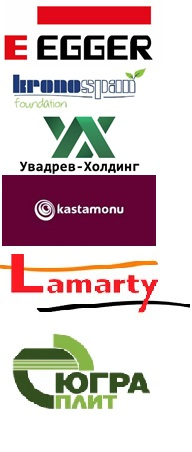 E EGGER
kronospan
foundation
Увадрев-Холдинг
kastamonu
Lamarty
ЮГРА
ПЛИТ